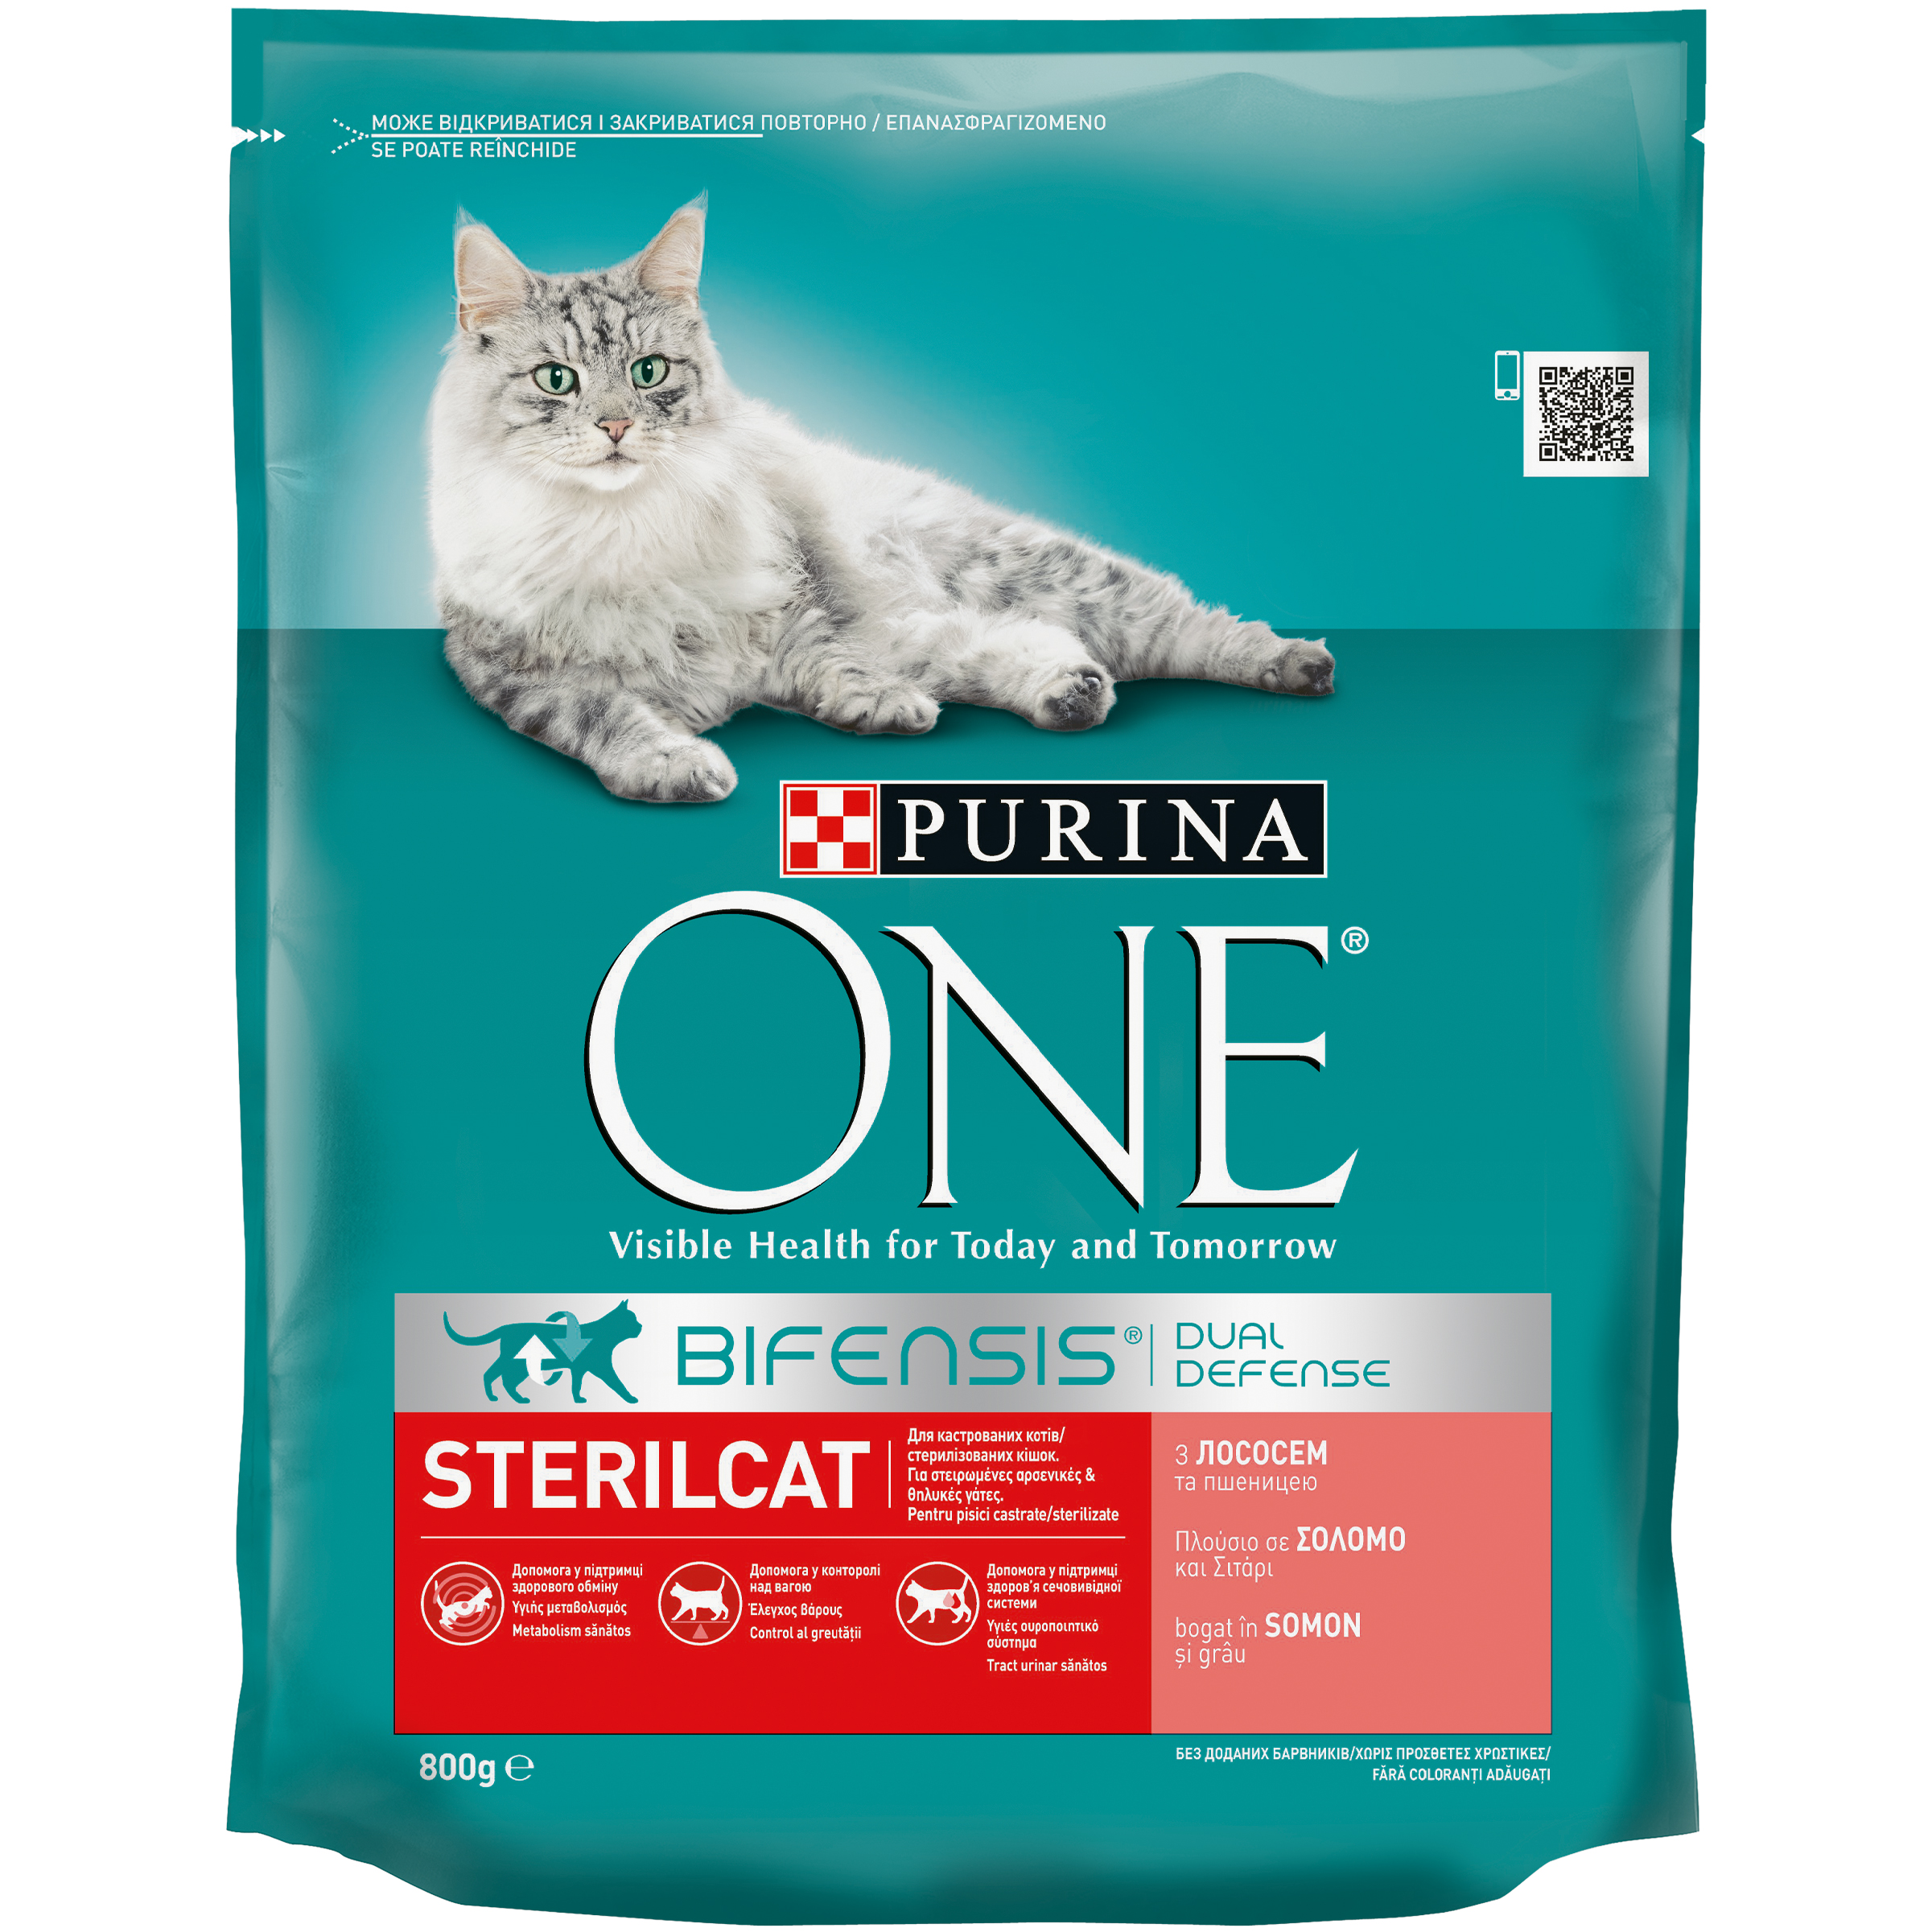 МОЖЕ ВІДКРИВАТИСЯ І ЗАКРИВАТИСЯ ПОВТОРНО / ΕΠΑΝΑΣΦΡΑΓΙΖΟΜΕΝΟ
SE POATE REÎNCHIDE
PURINA
ONE®
Visible Health for Today and Tomorrow
BIFENSIS® DUAL
DEFENSE
STERILCAT
Для кастрованих котів/
стерилізованих кішок.
Για στειρωμένες αρσενικές &
θηλυκές γάτες.
Pentru pisici castrate/sterilizate
З ЛОСОСЕМ
та пшеницею
Πλούσιο σε ΣΟΛΟΜΟ
και Σιτάρι
bogat în SOMON
și grâu
Допомога у підтримці
здорового обміну
Υγιής μεταβολισμός
Metabolism sănătos
Допомога у конторолі
над вагою
Έλεγχος Βάρους
Control al greutății
Допомога у підтримці
здоров'я сечовивідної
системи
Υγιές ουροποιητικό
σύστημα
Tract urinar sănătos
800g ℮
БЕЗ ДОДАНИХ БАРВНИКІВ/ΧΩΡΙΣ ΠΡΟΣΘΕΤΕΣ ΧΡΩΣΤΙΚΕΣ/
FĂRĂ COLORANȚI ADĂUGAȚI